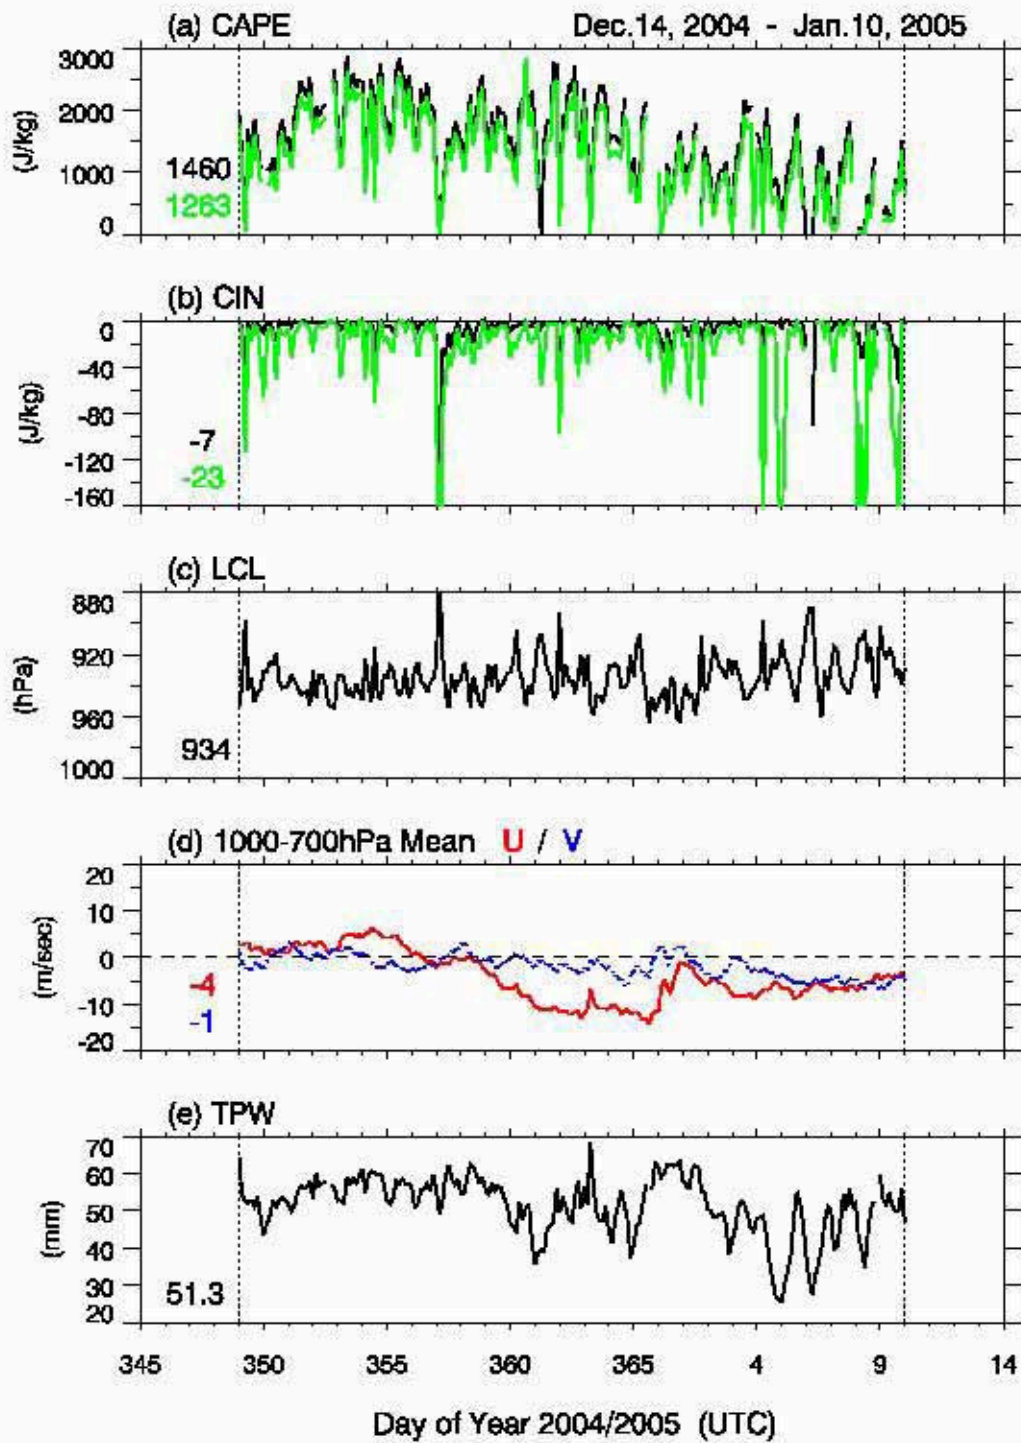 (a) CAPE Dec.14, 2004 - Jan.10, 2005
3000
2000
1000
0
(J/kg)
1460
1263
(b) CIN
0
-40
-80
-120
-160
(J/kg)
-7
-23
(c) LCL
880
920
960
1000
(hPa)
934
(d) 1000-700hPa Mean U / V
20
10
0
-10
-20
(m/sec)
-4
-1
(e) TPW
70
60
50
40
30
20
(mm)
51.3
345 350 355 360 365 4 9 14
Day of Year 2004/2005 (UTC)